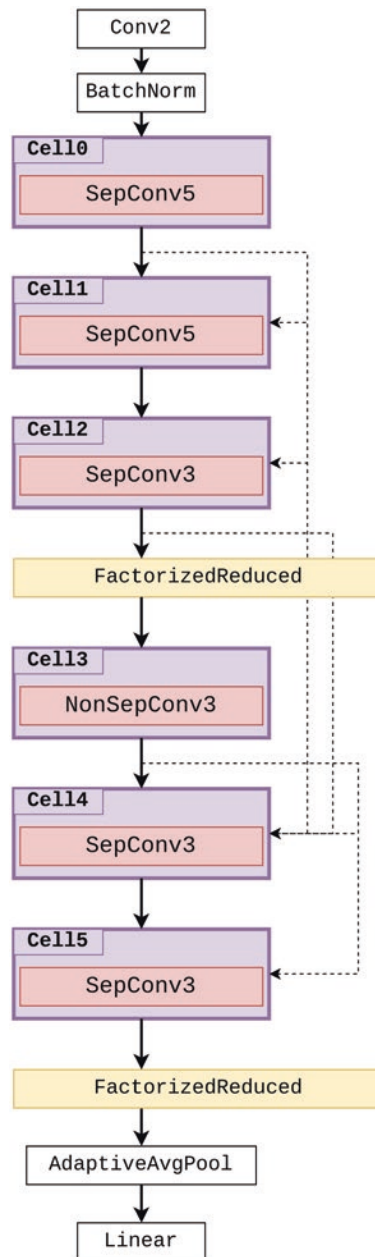 Conv2
BatchNorm
Cell0
SepConv5
Cell1
SepConv5
Cell2
SepConv3
FactorizedReduced
Cell3
NonSepConv3
Cell4
SepConv3
Cell5
SepConv3
FactorizedReduced
AdaptiveAvgPool
Linear